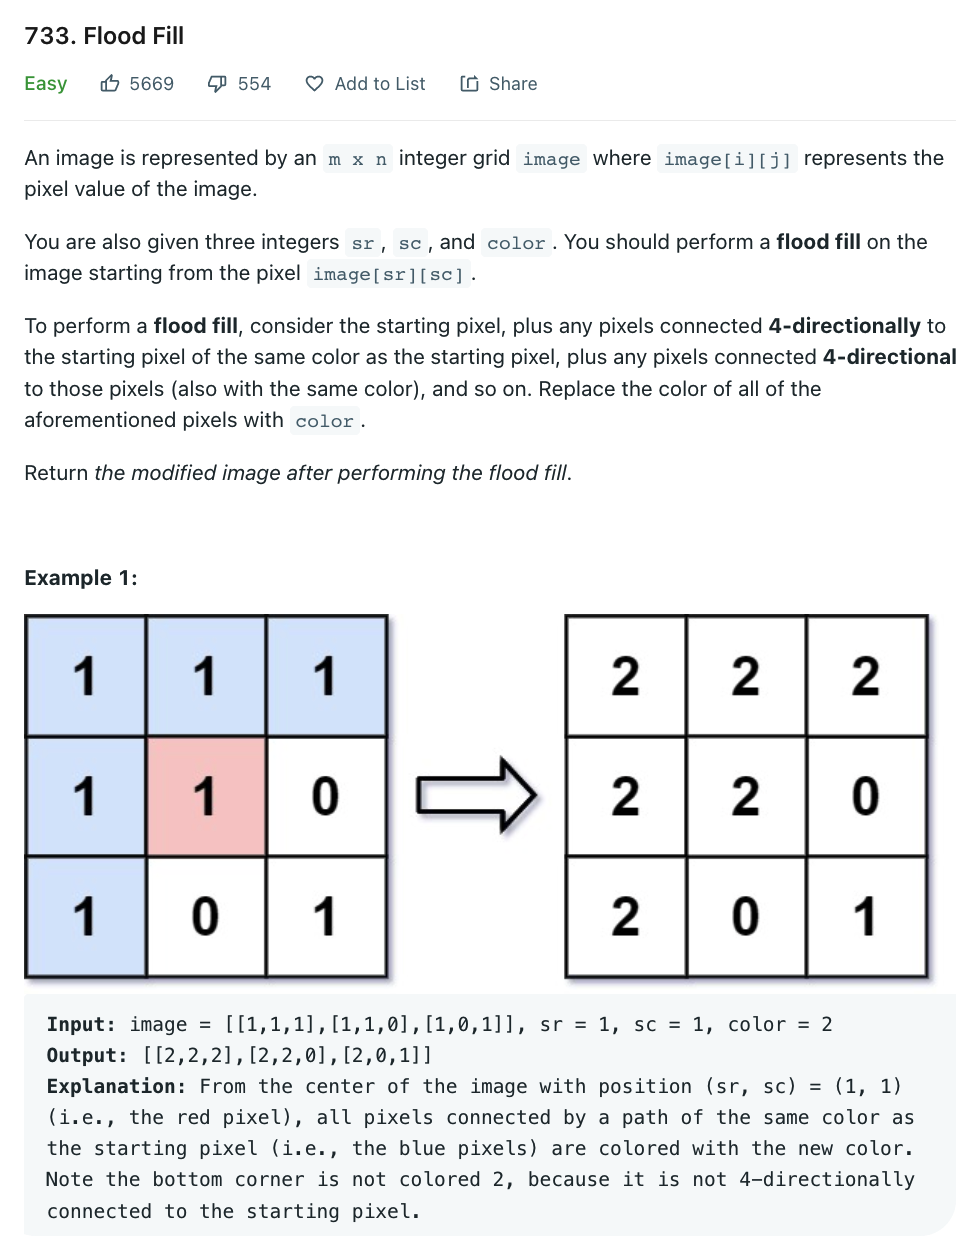 733. Flood Fill
Easy 5669 554 Add to List Share
An image is represented by an m x n integer grid image where image[i][j] represents the
pixel value of the image.
You are also given three integers sr, sc, and color. You should perform a flood fill on the
image starting from the pixel image[sr][sc].
To perform a flood fill, consider the starting pixel, plus any pixels connected 4-directionally to
the starting pixel of the same color as the starting pixel, plus any pixels connected 4-directional
to those pixels (also with the same color), and so on. Replace the color of all of the
aforementioned pixels with color.
Return the modified image after performing the flood fill.
Example 1:
1 1 1 2 2 2
1 1 0 2 2 0
1 0 1 2 0 1
Input: image = [[1,1,1],[1,1,0],[1,0,1]], sr = 1, sc = 1, color = 2
Output: [[2,2,2],[2,2,0],[2,0,1]]
Explanation: From the center of the image with position (sr, sc) = (1, 1)
(i.e., the red pixel), all pixels connected by a path of the same color as
the starting pixel (i.e., the blue pixels) are colored with the new color.
Note the bottom corner is not colored 2, because it is not 4-directionally
connected to the starting pixel.